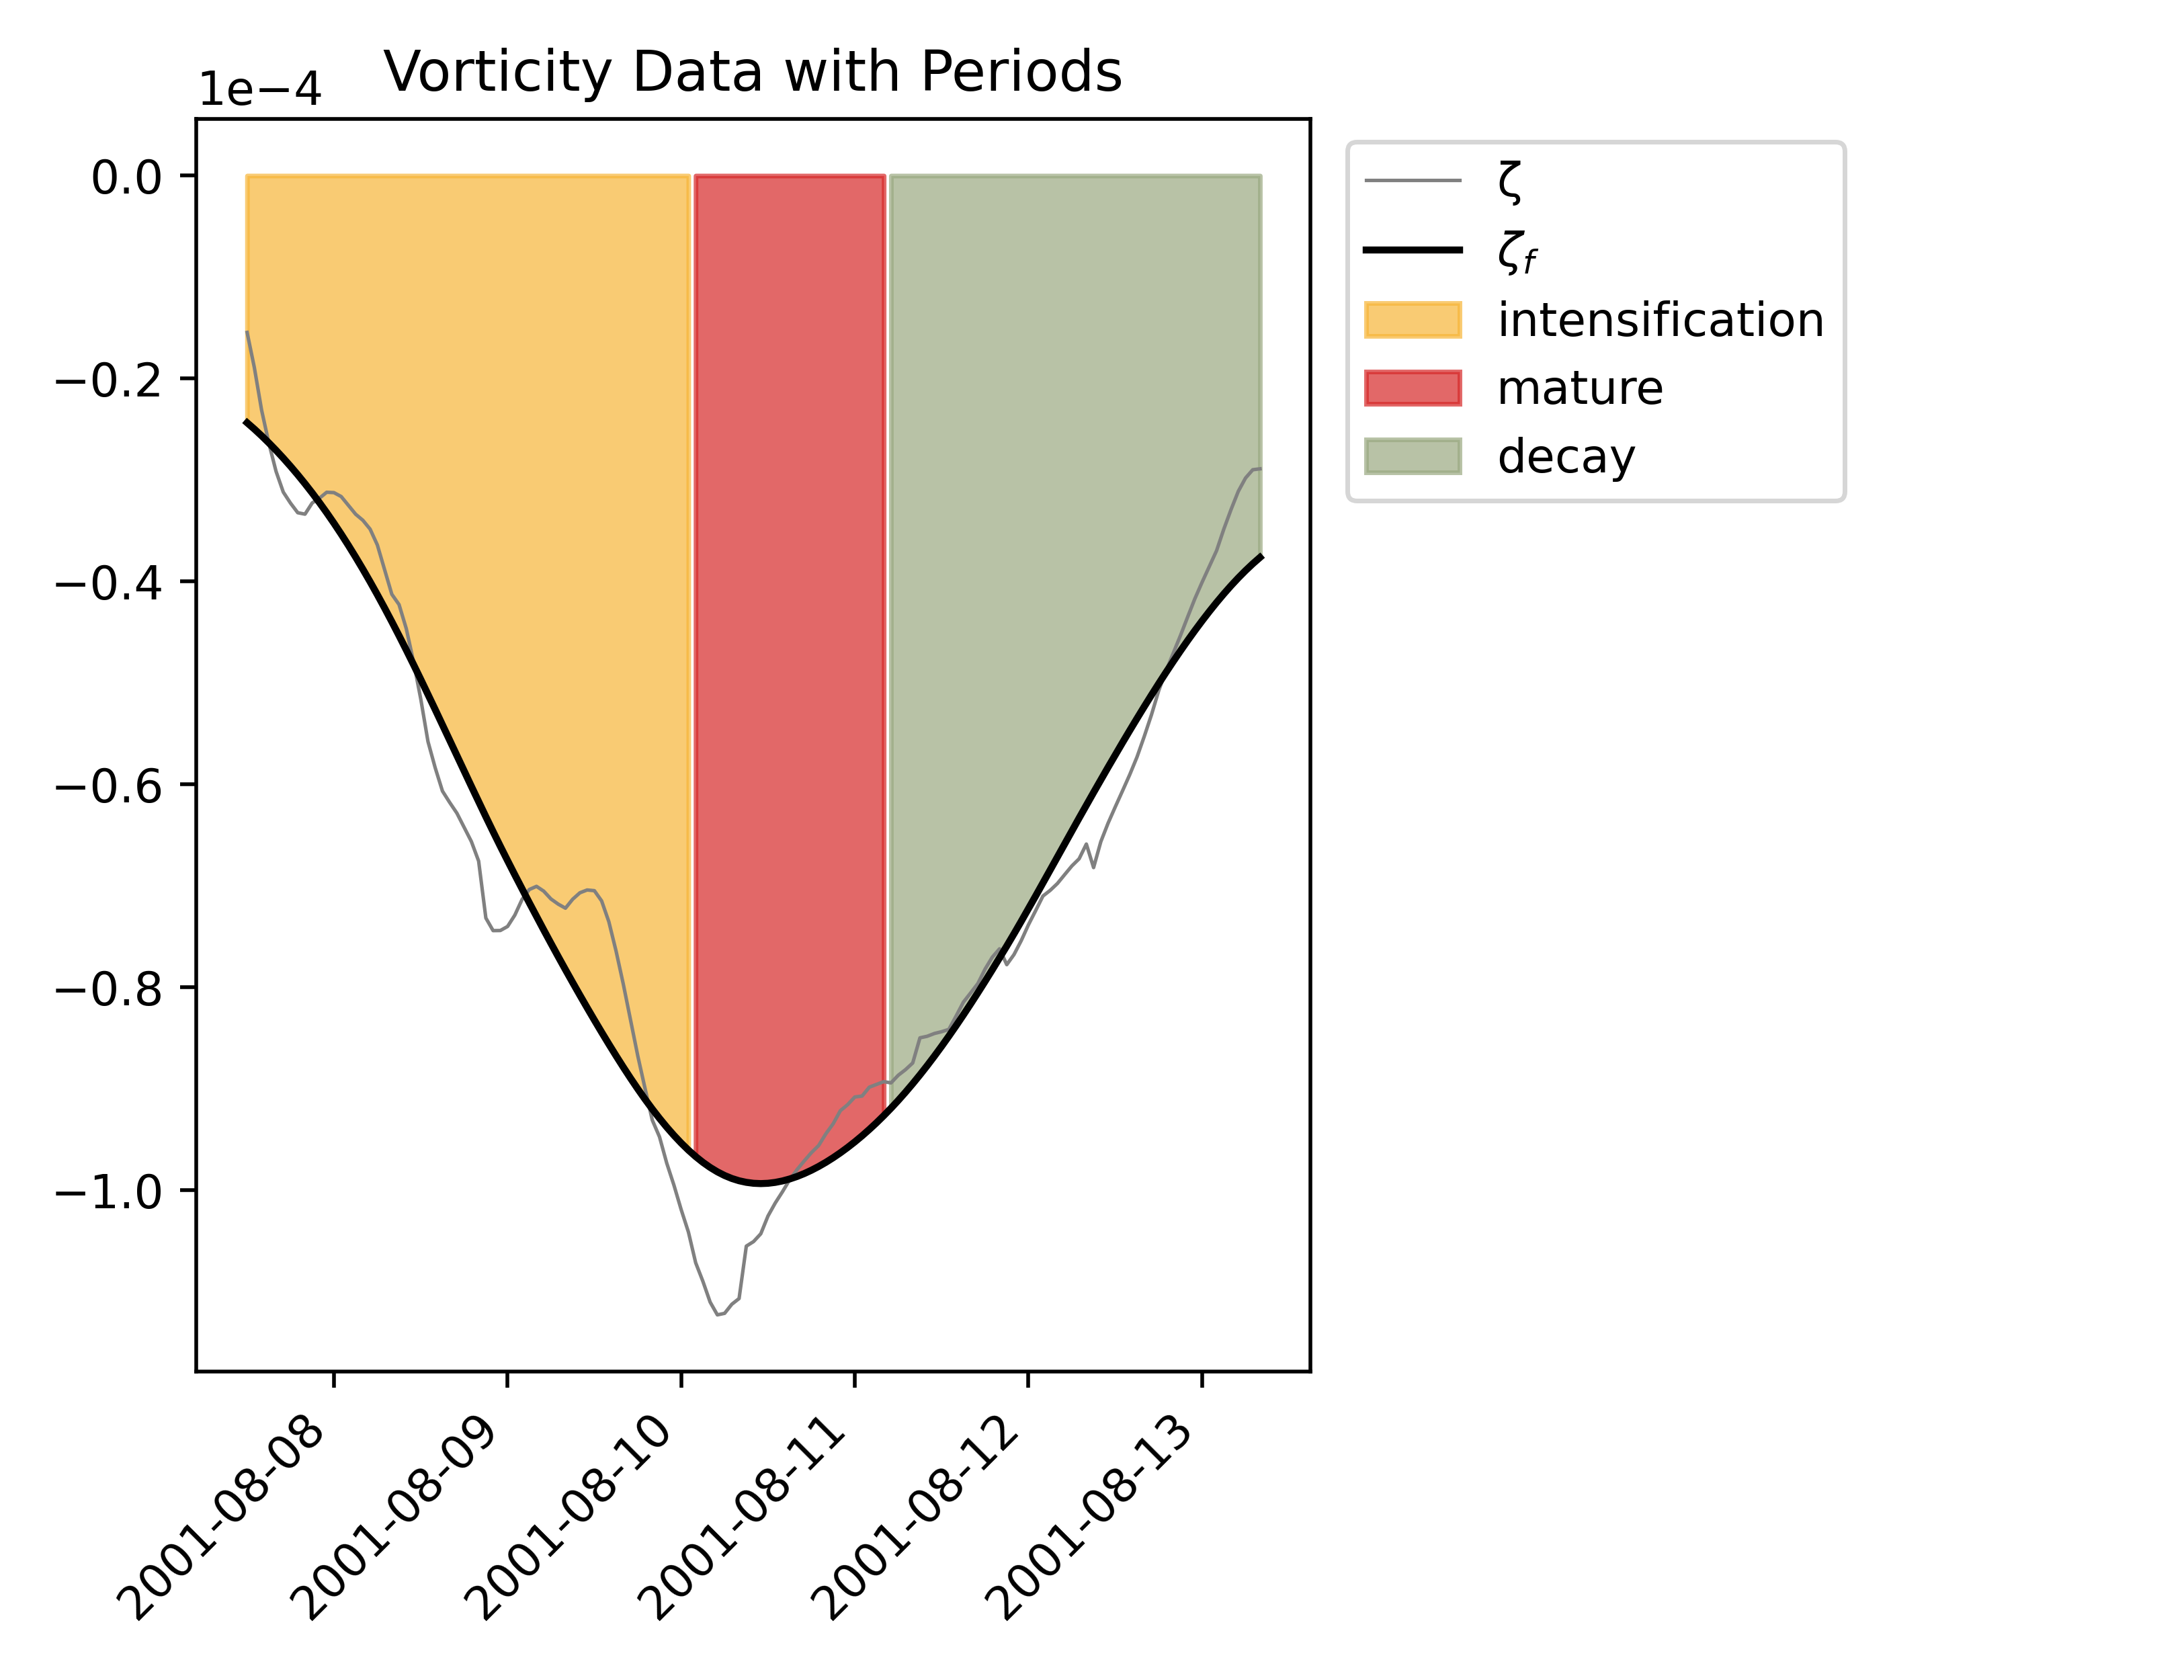 Vorticity Data with Periods
1e−4
0.0
−0.2
−0.4
−0.6
−0.8
−1.0
2001-08-08
2001-08-09
2001-08-10
2001-08-11
2001-08-12
2001-08-13
ζ
ζf
intensification
mature
decay